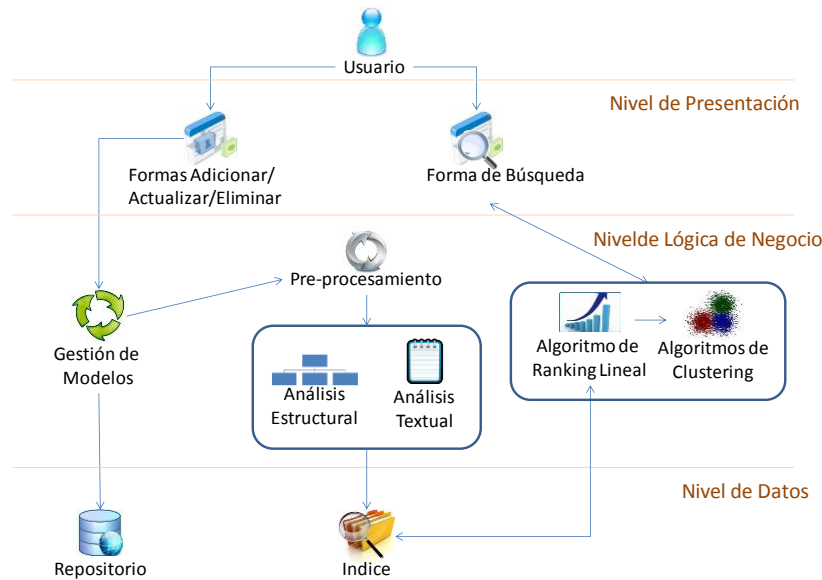 Usuario
Nivel de Presentación
Formas Adicionar/
Actualizar/Eliminar
Forma de Búsqueda
Nivelde Lógica de Negocio
Pre-procesamiento
Gestión de
Modelos
Análisis
Estructural
Análisis
Textual
Algoritmo de
Ranking Lineal
Algoritmos de
Clustering
Nivel de Datos
Repositorio
Indice